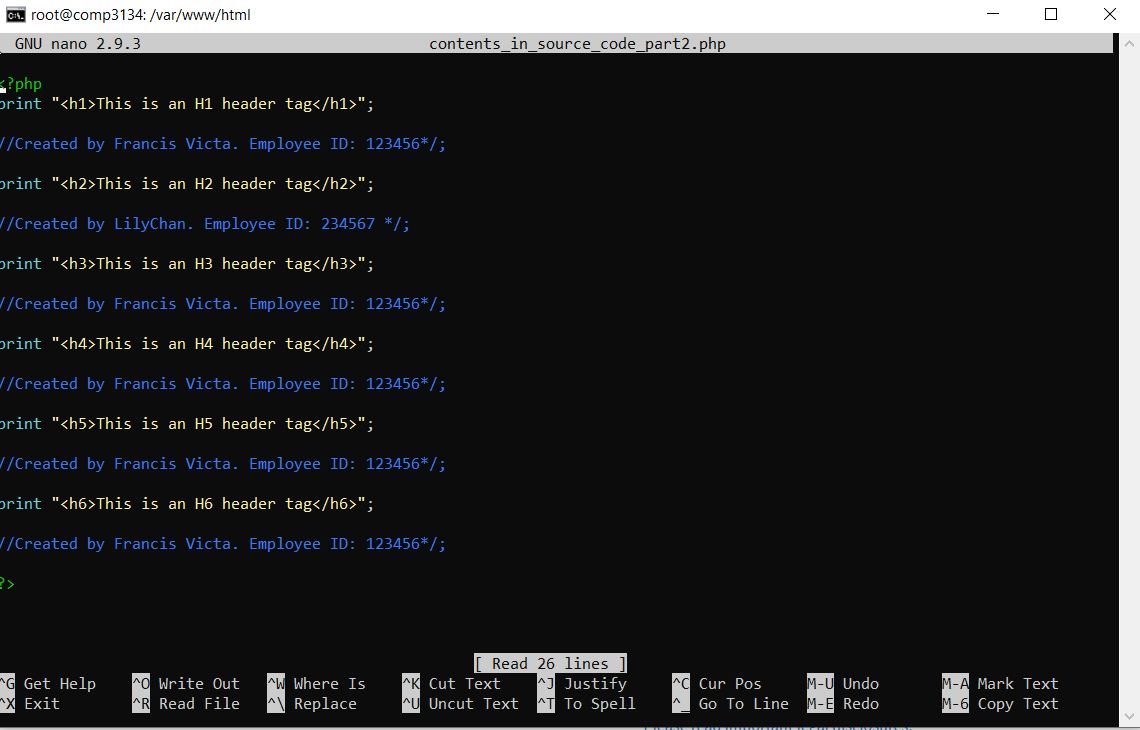 root@comp3134: /var/www/html
GNU nano 2.9.3 contents_in_source_code_part2.php
<?php
print "<h1>This is an H1 header tag</h1>";
//Created by Francis Victa. Employee ID: 123456*/;
print "<h2>This is an H2 header tag</h2>";
//Created by LilyChan. Employee ID: 234567 */;
print "<h3>This is an H3 header tag</h3>";
//Created by Francis Victa. Employee ID: 123456*/;
print "<h4>This is an H4 header tag</h4>";
//Created by Francis Victa. Employee ID: 123456*/;
print "<h5>This is an H5 header tag</h5>";
//Created by Francis Victa. Employee ID: 123456*/;
print "<h6>This is an H6 header tag</h6>";
//Created by Francis Victa. Employee ID: 123456*/;
?>
[ Read 26 lines ]
^G Get Help ^O Write Out ^W Where Is ^K Cut Text ^J Justify ^C Cur Pos M-U Undo M-A Mark Text
^X Exit ^R Read File ^\ Replace ^U Uncut Text ^T To Spell ^_ Go To Line M-E Redo M-6 Copy Text